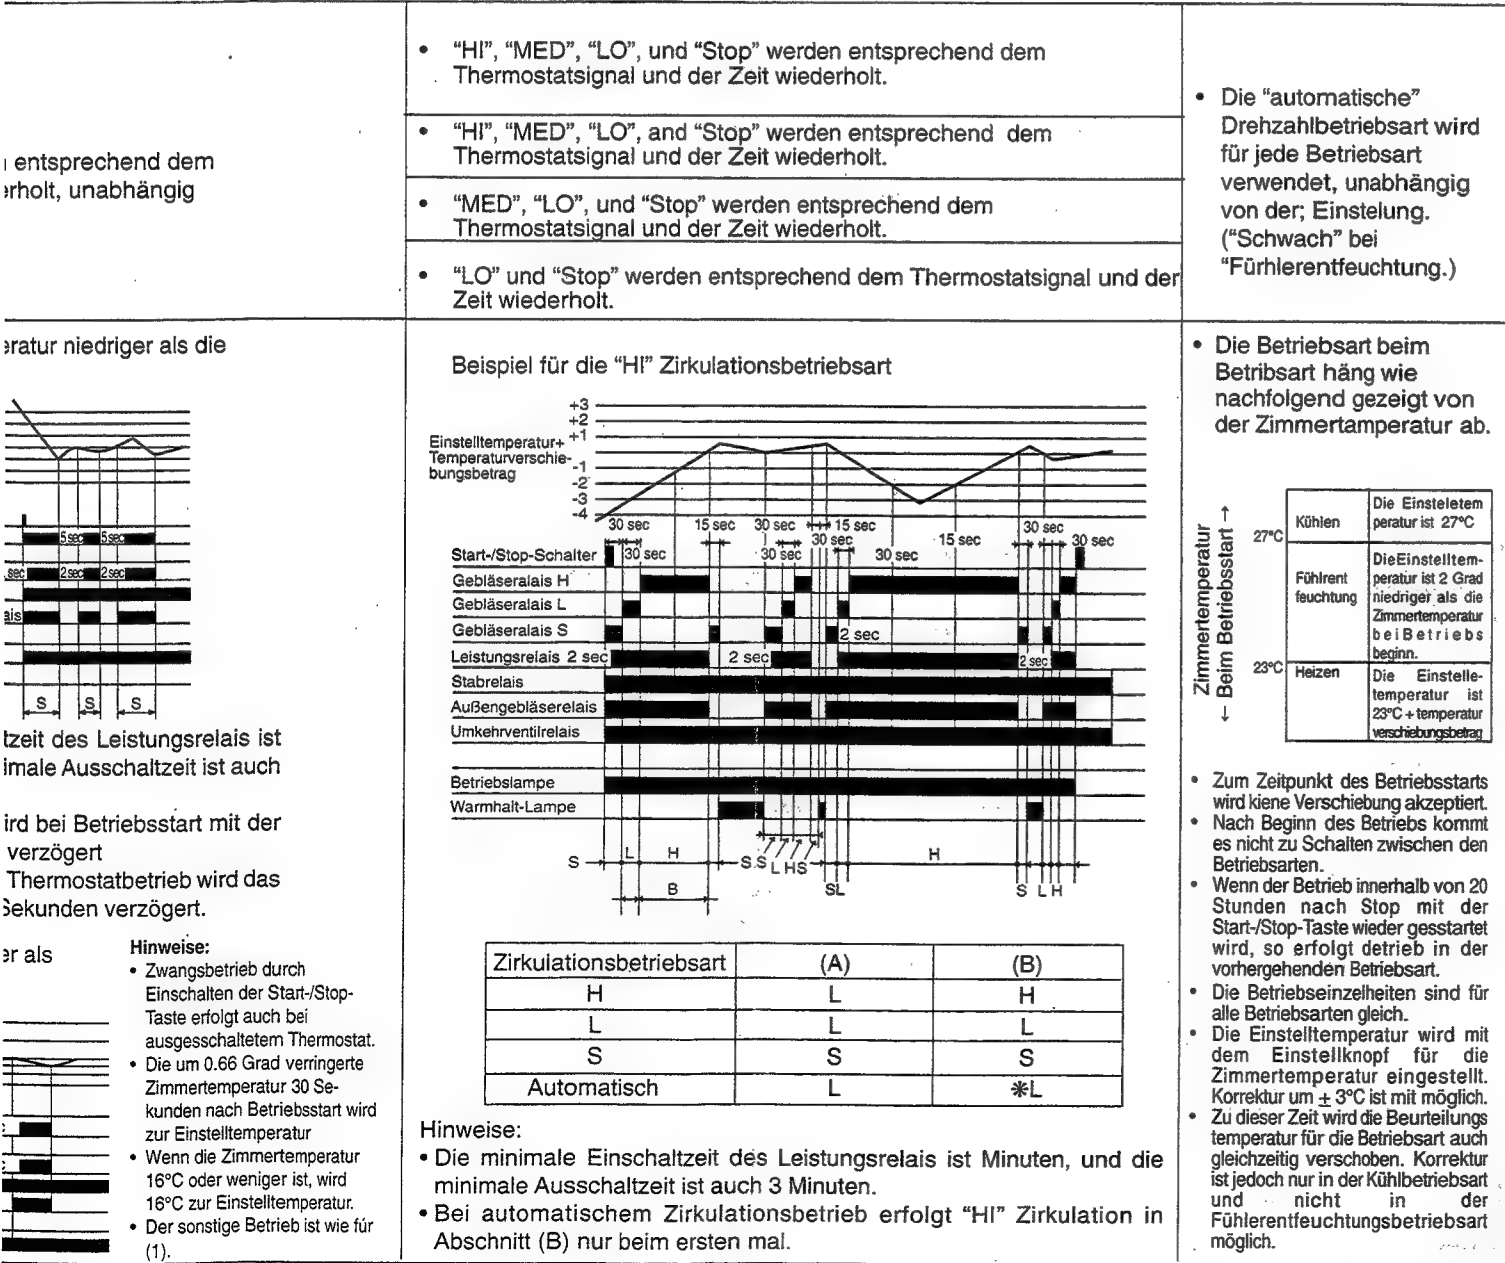 entsprechend dem
erholt, unabhängig
• "HI", "MED", "LO", und "Stop" werden entsprechend dem
Thermostatsignal und der Zeit wiederholt.
• "HI", "MED", "LO", and "Stop" werden entsprechend dem
Thermostatsignal und der Zeit wiederholt.
• "MED", "LO", und "Stop" werden entsprechend dem
Thermostatsignal und der Zeit wiederholt.
• "LO" und "Stop" werden entsprechend dem Thermostatsignal und der
Zeit wiederholt.
• Die "automatische"
Drehzahlbetriebsart wird
für jede Betriebsart
verwendet, unabhängig
von der; Einstelung.
("Schwach" bei
"Fürhlerentfeuchtung.)
eratur niedriger als die
5 sec 5 sec
sec 2 sec 2 sec
ais
S S S
tzeit des Leistungsrelais ist
imale Ausschaltzeit ist auch
ird bei Betriebsstart mit der
verzögert
Thermostatbetrieb wird das
Sekunden verzögert.
er als
Hinweise:
• Zwangsbetrieb durch
Einschalten der Start-/Stop-
Taste erfolgt auch bei
ausgesschaltetem Thermostat.
• Die um 0.66 Grad verringerte
Zimmertemperatur 30 Se-
kunden nach Betriebsstart wird
zur Einstelltemperatur
• Wenn die Zimmertemperatur
16°C oder weniger ist, wird
16°C zur Einstelltemperatur.
• Der sonstige Betrieb ist wie für
(1).
Beispiel für die "HI" Zirkulationsbetriebsart
+3
+2
+1
Einstelltemperatur+
Temperaturverschie-
bungsbetrag
-1
-2
-3
-4
30 sec 15 sec 30 sec 15 sec 30 sec
30 sec 15 sec 30 sec
Start-/Stop-Schalter 30 sec 30 sec 30 sec
Gebläseralais H
Gebläseralais L
Gebläseralais S 2 sec
Leistungsrelais 2 sec 2 sec 2 sec
Stabrelais
Außengebläserelais
Umkehrventilrelais
Betriebslampe
Warmhalt-Lampe
S L H S S L H S H
B SL S L H
Zirkulationsbetriebsart (A) (B)
H L H
L L L
S S S
Automatisch L *L
Hinweise:
• Die minimale Einschaltzeit des Leistungsrelais ist Minuten, und die
minimale Ausschaltzeit ist auch 3 Minuten.
• Bei automatischem Zirkulationsbetrieb erfolgt "HI" Zirkulation in
Abschnitt (B) nur beim ersten mal.
• Die Betriebsart beim
Betribsart häng wie
nachfolgend gezeigt von
der Zimmertamperatur ab.
Zimmertemperatur
← Beim Betriebsstart →
27°C
23°C
Kühlen
Die Einsteletem
peratur ist 27°C
Fühlrent
feuchtung
Die Einstelltem-
peratur ist 2 Grad
niedriger als die
Zimmertemperatur
bei Betriebs
beginn.
Heizen
Die Einstelle-
temperatur ist
23°C + temperatur
verschiebungsbetrag
• Zum Zeitpunkt des Betriebsstarts
wird kiene Verschiebung akzeptiert.
• Nach Beginn des Betriebs kommt
es nicht zu Schalten zwischen den
Betriebsarten.
• Wenn der Betrieb innerhalb von 20
Stunden nach Stop mit der
Start-/Stop-Taste wieder gesstartet
wird, so erfolgt detrieb in der
vorhergehenden Betriebsart.
• Die Betriebseinzelheiten sind für
alle Betriebsarten gleich.
• Die Einstelltemperatur wird mit
dem Einstellknopf für die
Zimmertemperatur eingestellt.
Korrektur um ± 3°C ist mit möglich.
• Zu dieser Zeit wird die Beurteilungs
temperatur für die Betriebsart auch
gleichzeitig verschoben. Korrektur
ist jedoch nur in der Kühlbetriebsart
und nicht in der
Fühlerentfeuchtungsbetriebsart
möglich.